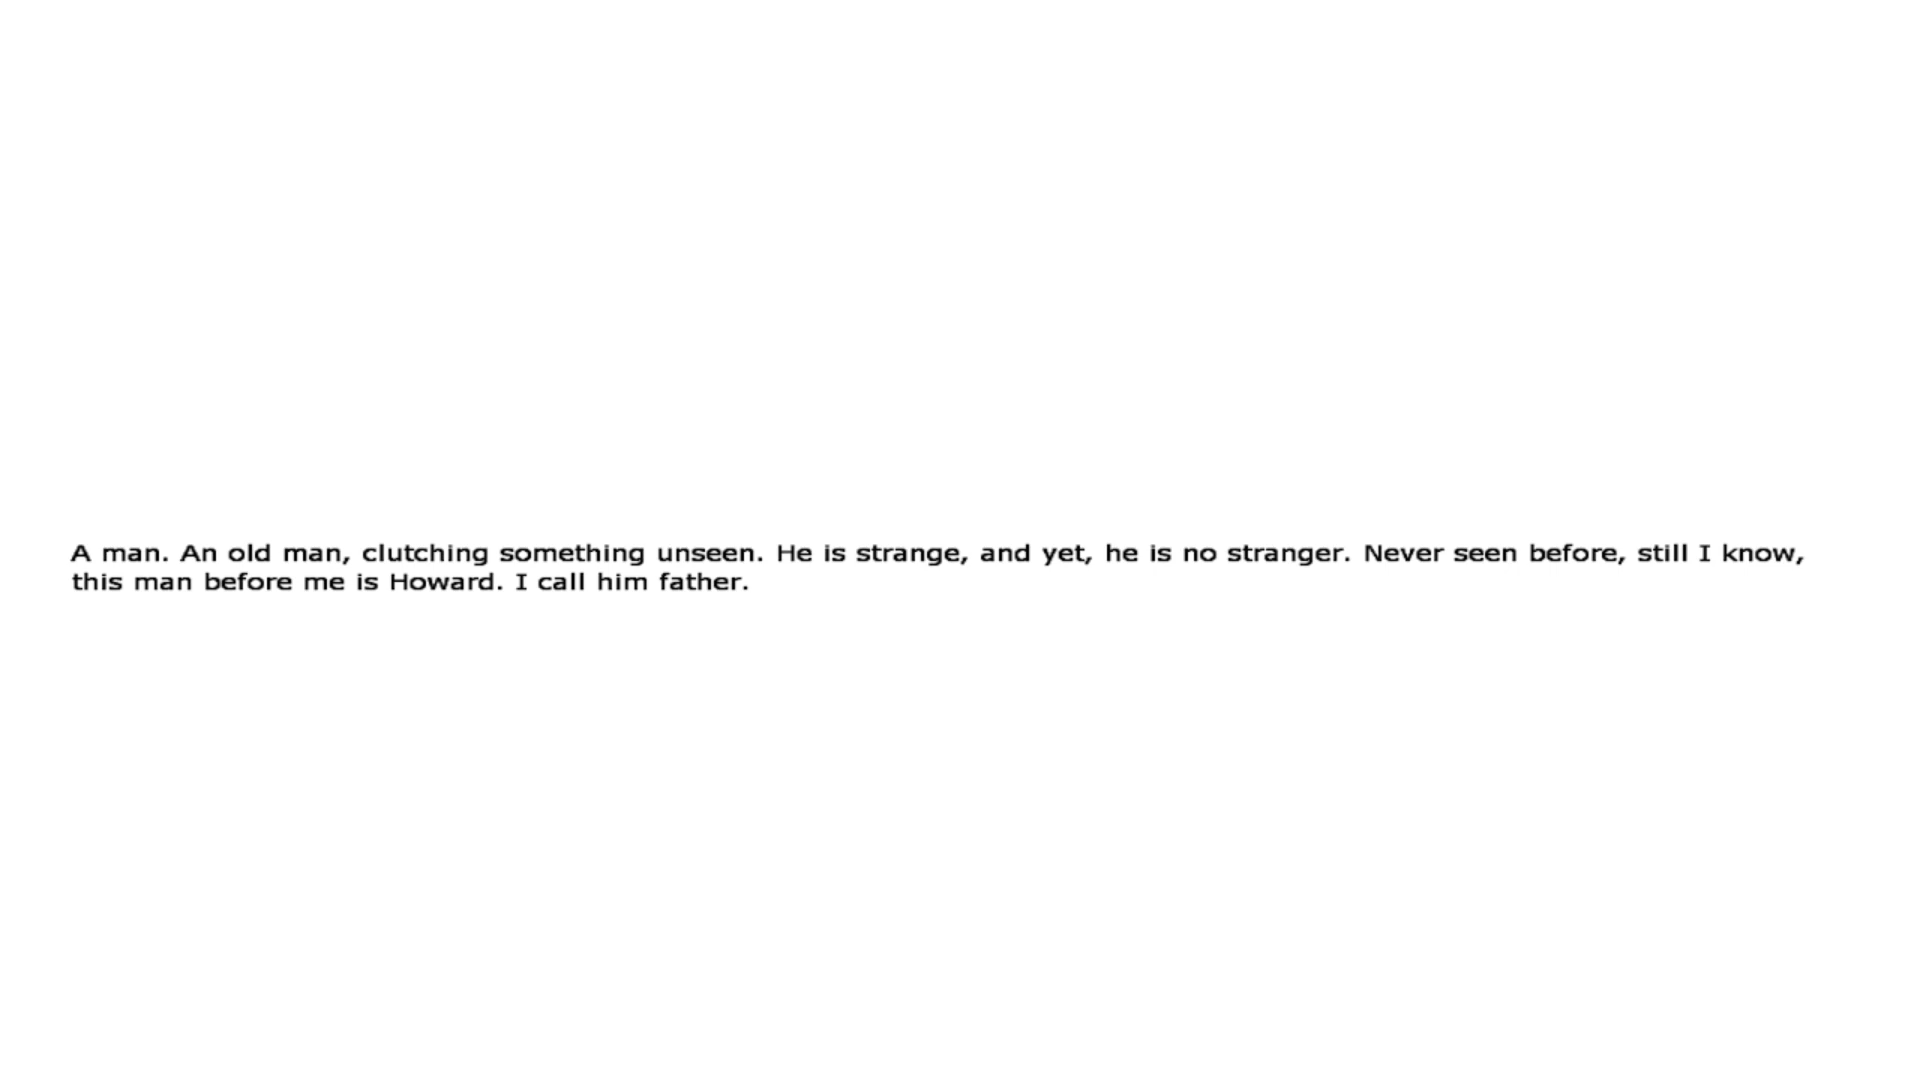 A man. An old man, clutching something unseen. He is strange, and yet, he is no stranger. Never seen before, still I know,
this man before me is Howard. I call him father.